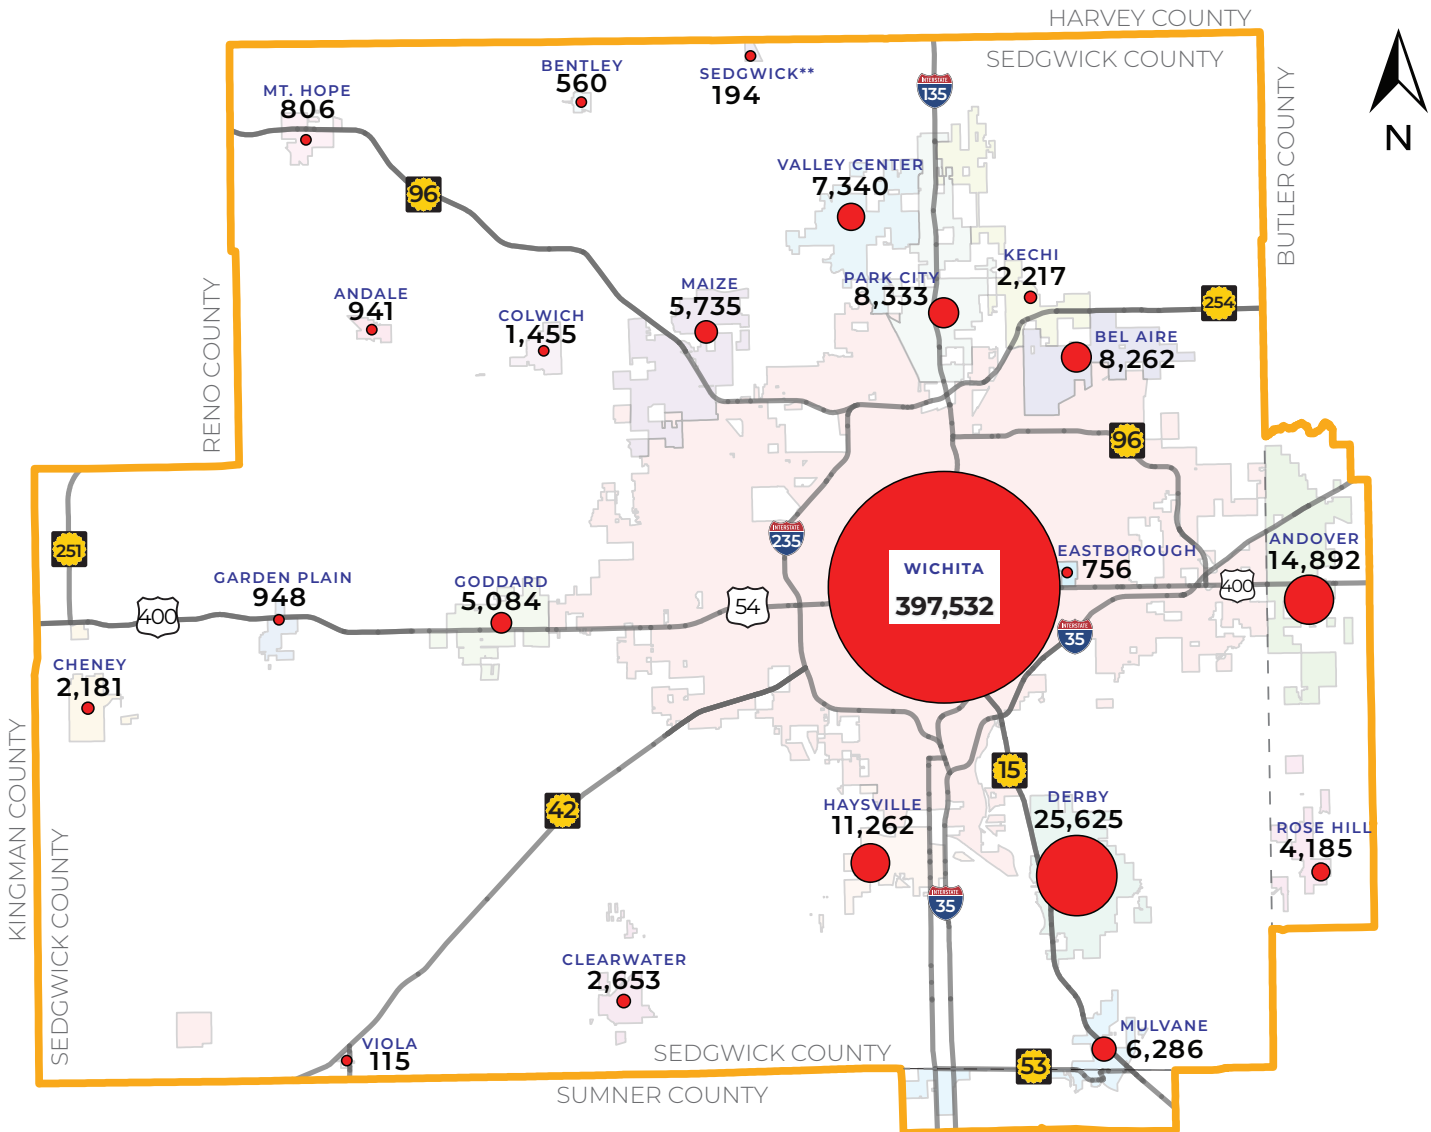 HARVEY COUNTY
SEDGWICK COUNTY
BUTLER COUNTY
N
MT. HOPE
806
BENTLEY
560
SEDGWICK**
194
INTERSTATE
135
VALLEY CENTER
7,340
96
KECHI
2,217
PARK CITY
8,333
MAIZE
5,735
ANDALE
941
COLWICH
1,455
254
BEL AIRE
8,262
RENO COUNTY
96
251
INTERSTATE
235
WICHITA
397,532
EASTBOROUGH
756
ANDOVER
14,892
400
GARDEN PLAIN
948
GODDARD
5,084
54
400
INTERSTATE
35
CHENEY
2,181
KINGMAN COUNTY
SEDGWICK COUNTY
42
15
HAYSVILLE
11,262
DERBY
25,625
ROSE HILL
4,185
INTERSTATE
35
CLEARWATER
2,653
VIOLA
115
SEDGWICK COUNTY
SUMNER COUNTY
53
MULVANE
6,286